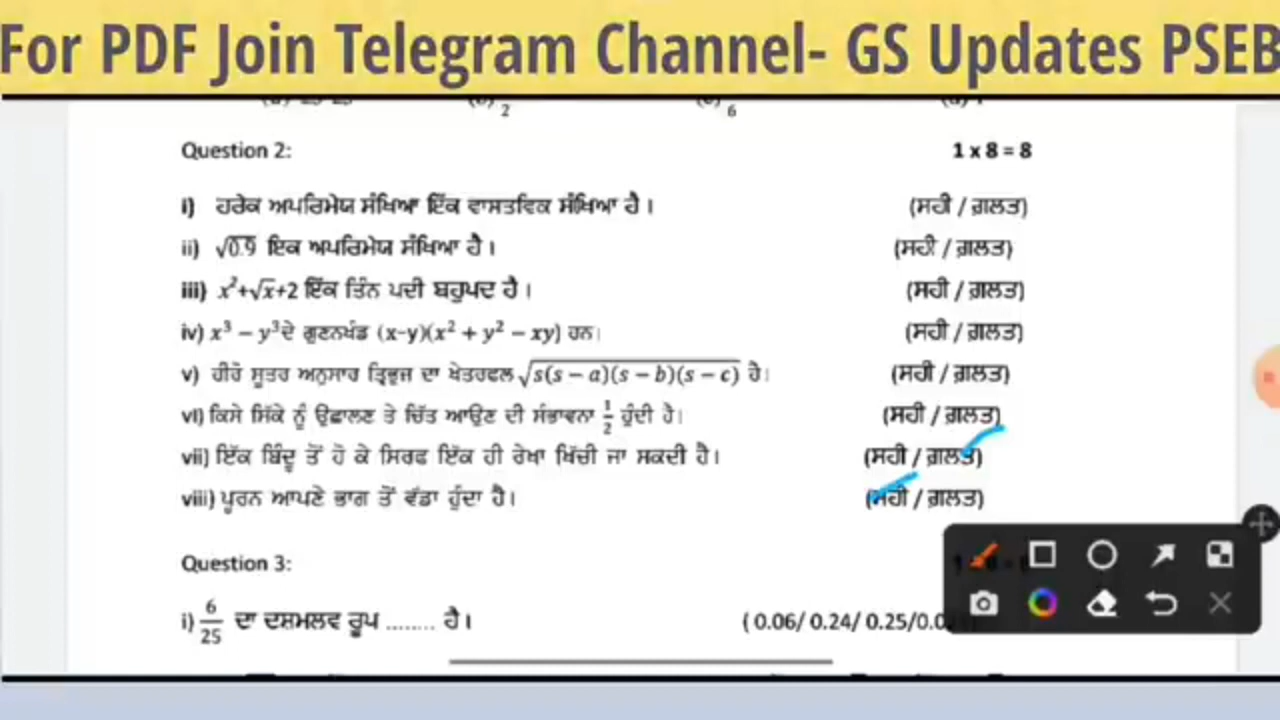 For PDF Join Telegram Channel- GS Updates PSEB
Question 2: 1 x 8 = 8
i) ਹਰੇਕ ਅਪਰਿਮੇਯ ਸੰਖਿਆ ਇੱਕ ਵਾਸਤਵਿਕ ਸੰਖਿਆ ਹੈ। (ਸਹੀ / ਗ਼ਲਤ)
ii) √0.9 ਇਕ ਅਪਰਿਮੇਯ ਸੰਖਿਆ ਹੈ। (ਸਹੀ / ਗ਼ਲਤ)
iii) x²+√x+2 ਇੱਕ ਤਿੰਨ ਪਦੀ ਬਹੁਪਦ ਹੈ। (ਸਹੀ / ਗ਼ਲਤ)
iv) x³ − y³ਦੇ ਗੁਣਨਖੰਡ (x-y)(x² + y² − xy) ਹਨ। (ਸਹੀ / ਗ਼ਲਤ)
v) ਹੀਰੋ ਸੂਤਰ ਅਨੁਸਾਰ ਤ੍ਰਿਭੁਜ ਦਾ ਖੇਤਰਫਲ √s(s − a)(s − b)(s − c) ਹੈ। (ਸਹੀ / ਗ਼ਲਤ)
vi) ਕਿਸੇ ਸਿੱਕੇ ਨੂੰ ਉਛਾਲਣ ਤੇ ਚਿੱਤ ਆਉਣ ਦੀ ਸੰਭਾਵਨਾ 1/2 ਹੁੰਦੀ ਹੈ। (ਸਹੀ / ਗ਼ਲਤ)
vii) ਇੱਕ ਬਿੰਦੂ ਤੋਂ ਹੋ ਕੇ ਸਿਰਫ ਇੱਕ ਹੀ ਰੇਖਾ ਖਿੱਚੀ ਜਾ ਸਕਦੀ ਹੈ। (ਸਹੀ / ਗ਼ਲਤ)
viii) ਪੂਰਨ ਆਪਣੇ ਭਾਗ ਤੋਂ ਵੱਡਾ ਹੁੰਦਾ ਹੈ। (ਸਹੀ / ਗ਼ਲਤ)
Question 3:
i) 6/25 ਦਾ ਦਸ਼ਮਲਵ ਰੂਪ ........ ਹੈ। ( 0.06/ 0.24/ 0.25/0.0